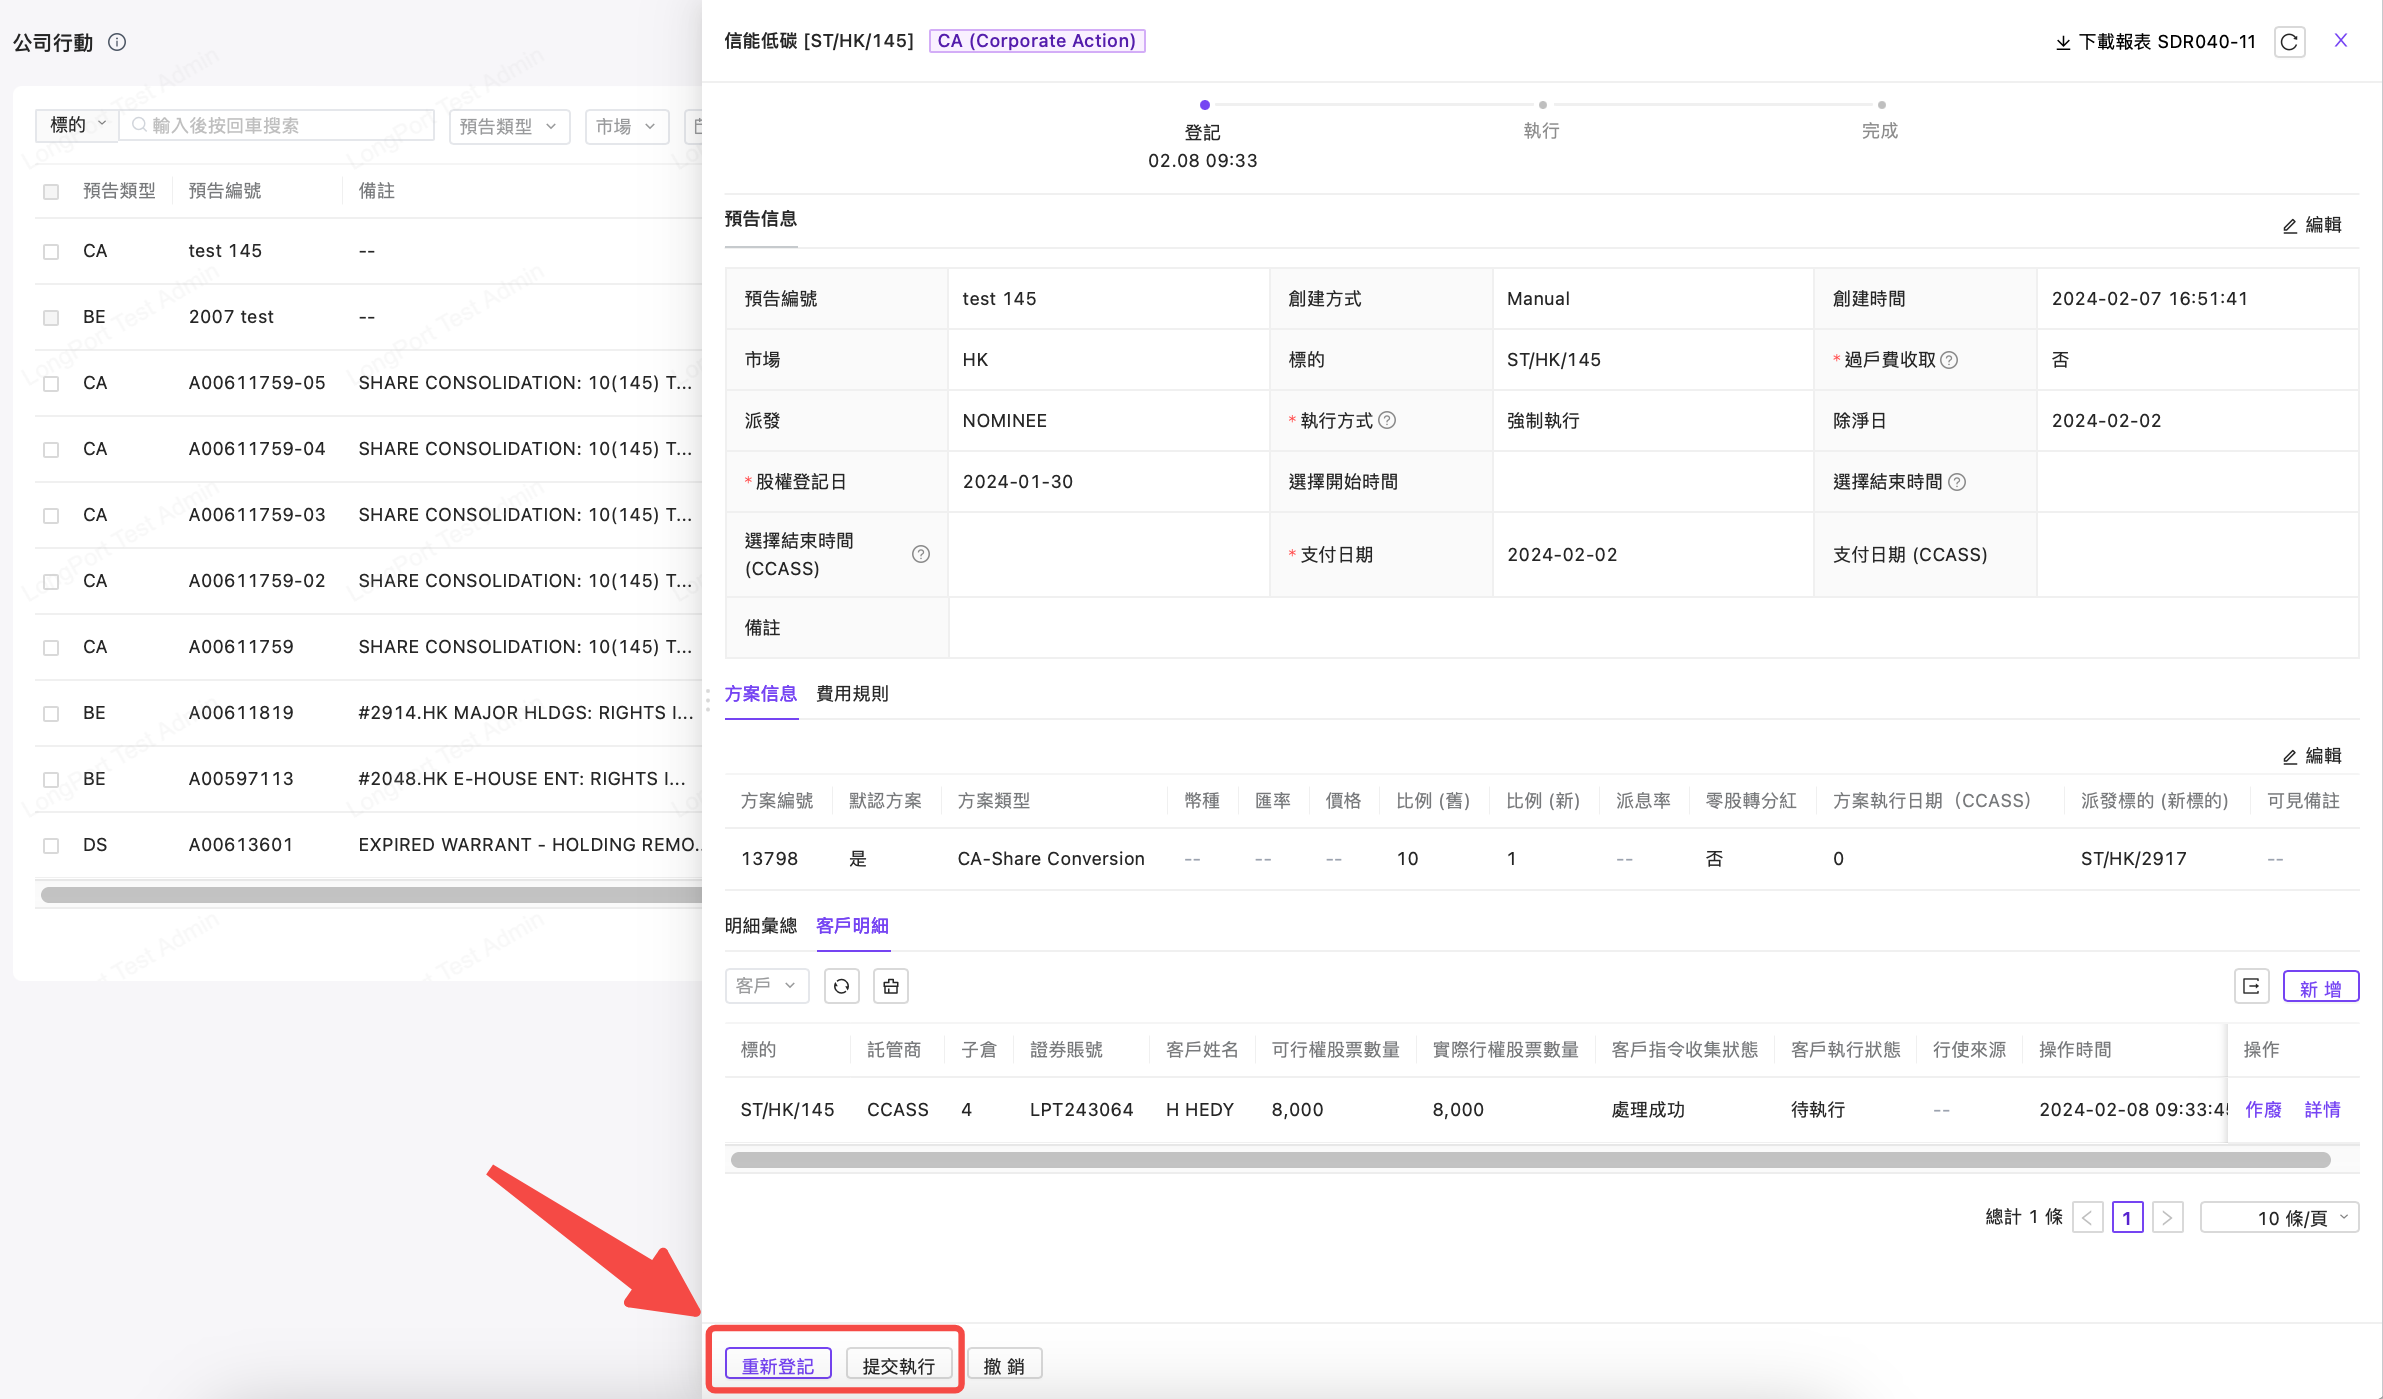 公司行動
標的 輸入後按回車搜索 預告類型 市場
預告類型 預告編號 備註
CA test 145 --
BE 2007 test --
CA A00611759-05 SHARE CONSOLIDATION: 10(145) T...
CA A00611759-04 SHARE CONSOLIDATION: 10(145) T...
CA A00611759-03 SHARE CONSOLIDATION: 10(145) T...
CA A00611759-02 SHARE CONSOLIDATION: 10(145) T...
CA A00611759 SHARE CONSOLIDATION: 10(145) T...
BE A00611819 #2914.HK MAJOR HLDGS: RIGHTS I...
BE A00597113 #2048.HK E-HOUSE ENT: RIGHTS I...
DS A00613601 EXPIRED WARRANT - HOLDING REMO..
LongPort Test Admin
信能低碳 [ST/HK/145] CA (Corporate Action) 下載報表 SDR040-11
登記 執行 完成
02.08 09:33
預告信息 編輯
預告編號 test 145 創建方式 Manual 創建時間 2024-02-07 16:51:41
市場 HK 標的 ST/HK/145 * 過戶費收取 否
派發 NOMINEE * 執行方式 強制執行 除淨日 2024-02-02
* 股權登記日 2024-01-30 選擇開始時間 選擇結束時間
選擇結束時間 (CCASS) * 支付日期 2024-02-02 支付日期 (CCASS)
備註
方案信息 費用規則
編輯
方案編號 默認方案 方案類型 幣種 匯率 價格 比例 (舊) 比例 (新) 派息率 零股轉分紅 方案執行日期（CCASS） 派發標的 (新標的) 可見備註
13798 是 CA-Share Conversion -- -- -- 10 1 -- 否 0 ST/HK/2917 --
明細彙總 客戶明細
客戶 新 增
標的 託管商 子倉 證券賬號 客戶姓名 可行權股票數量 實際行權股票數量 客戶指令收集狀態 客戶執行狀態 行使來源 操作時間 操作
ST/HK/145 CCASS 4 LPT243064 H HEDY 8,000 8,000 處理成功 待執行 -- 2024-02-08 09:33:45 作廢 詳情
總計 1 條 < 1 > 10 條/頁
重新登記 提交執行 撤 銷